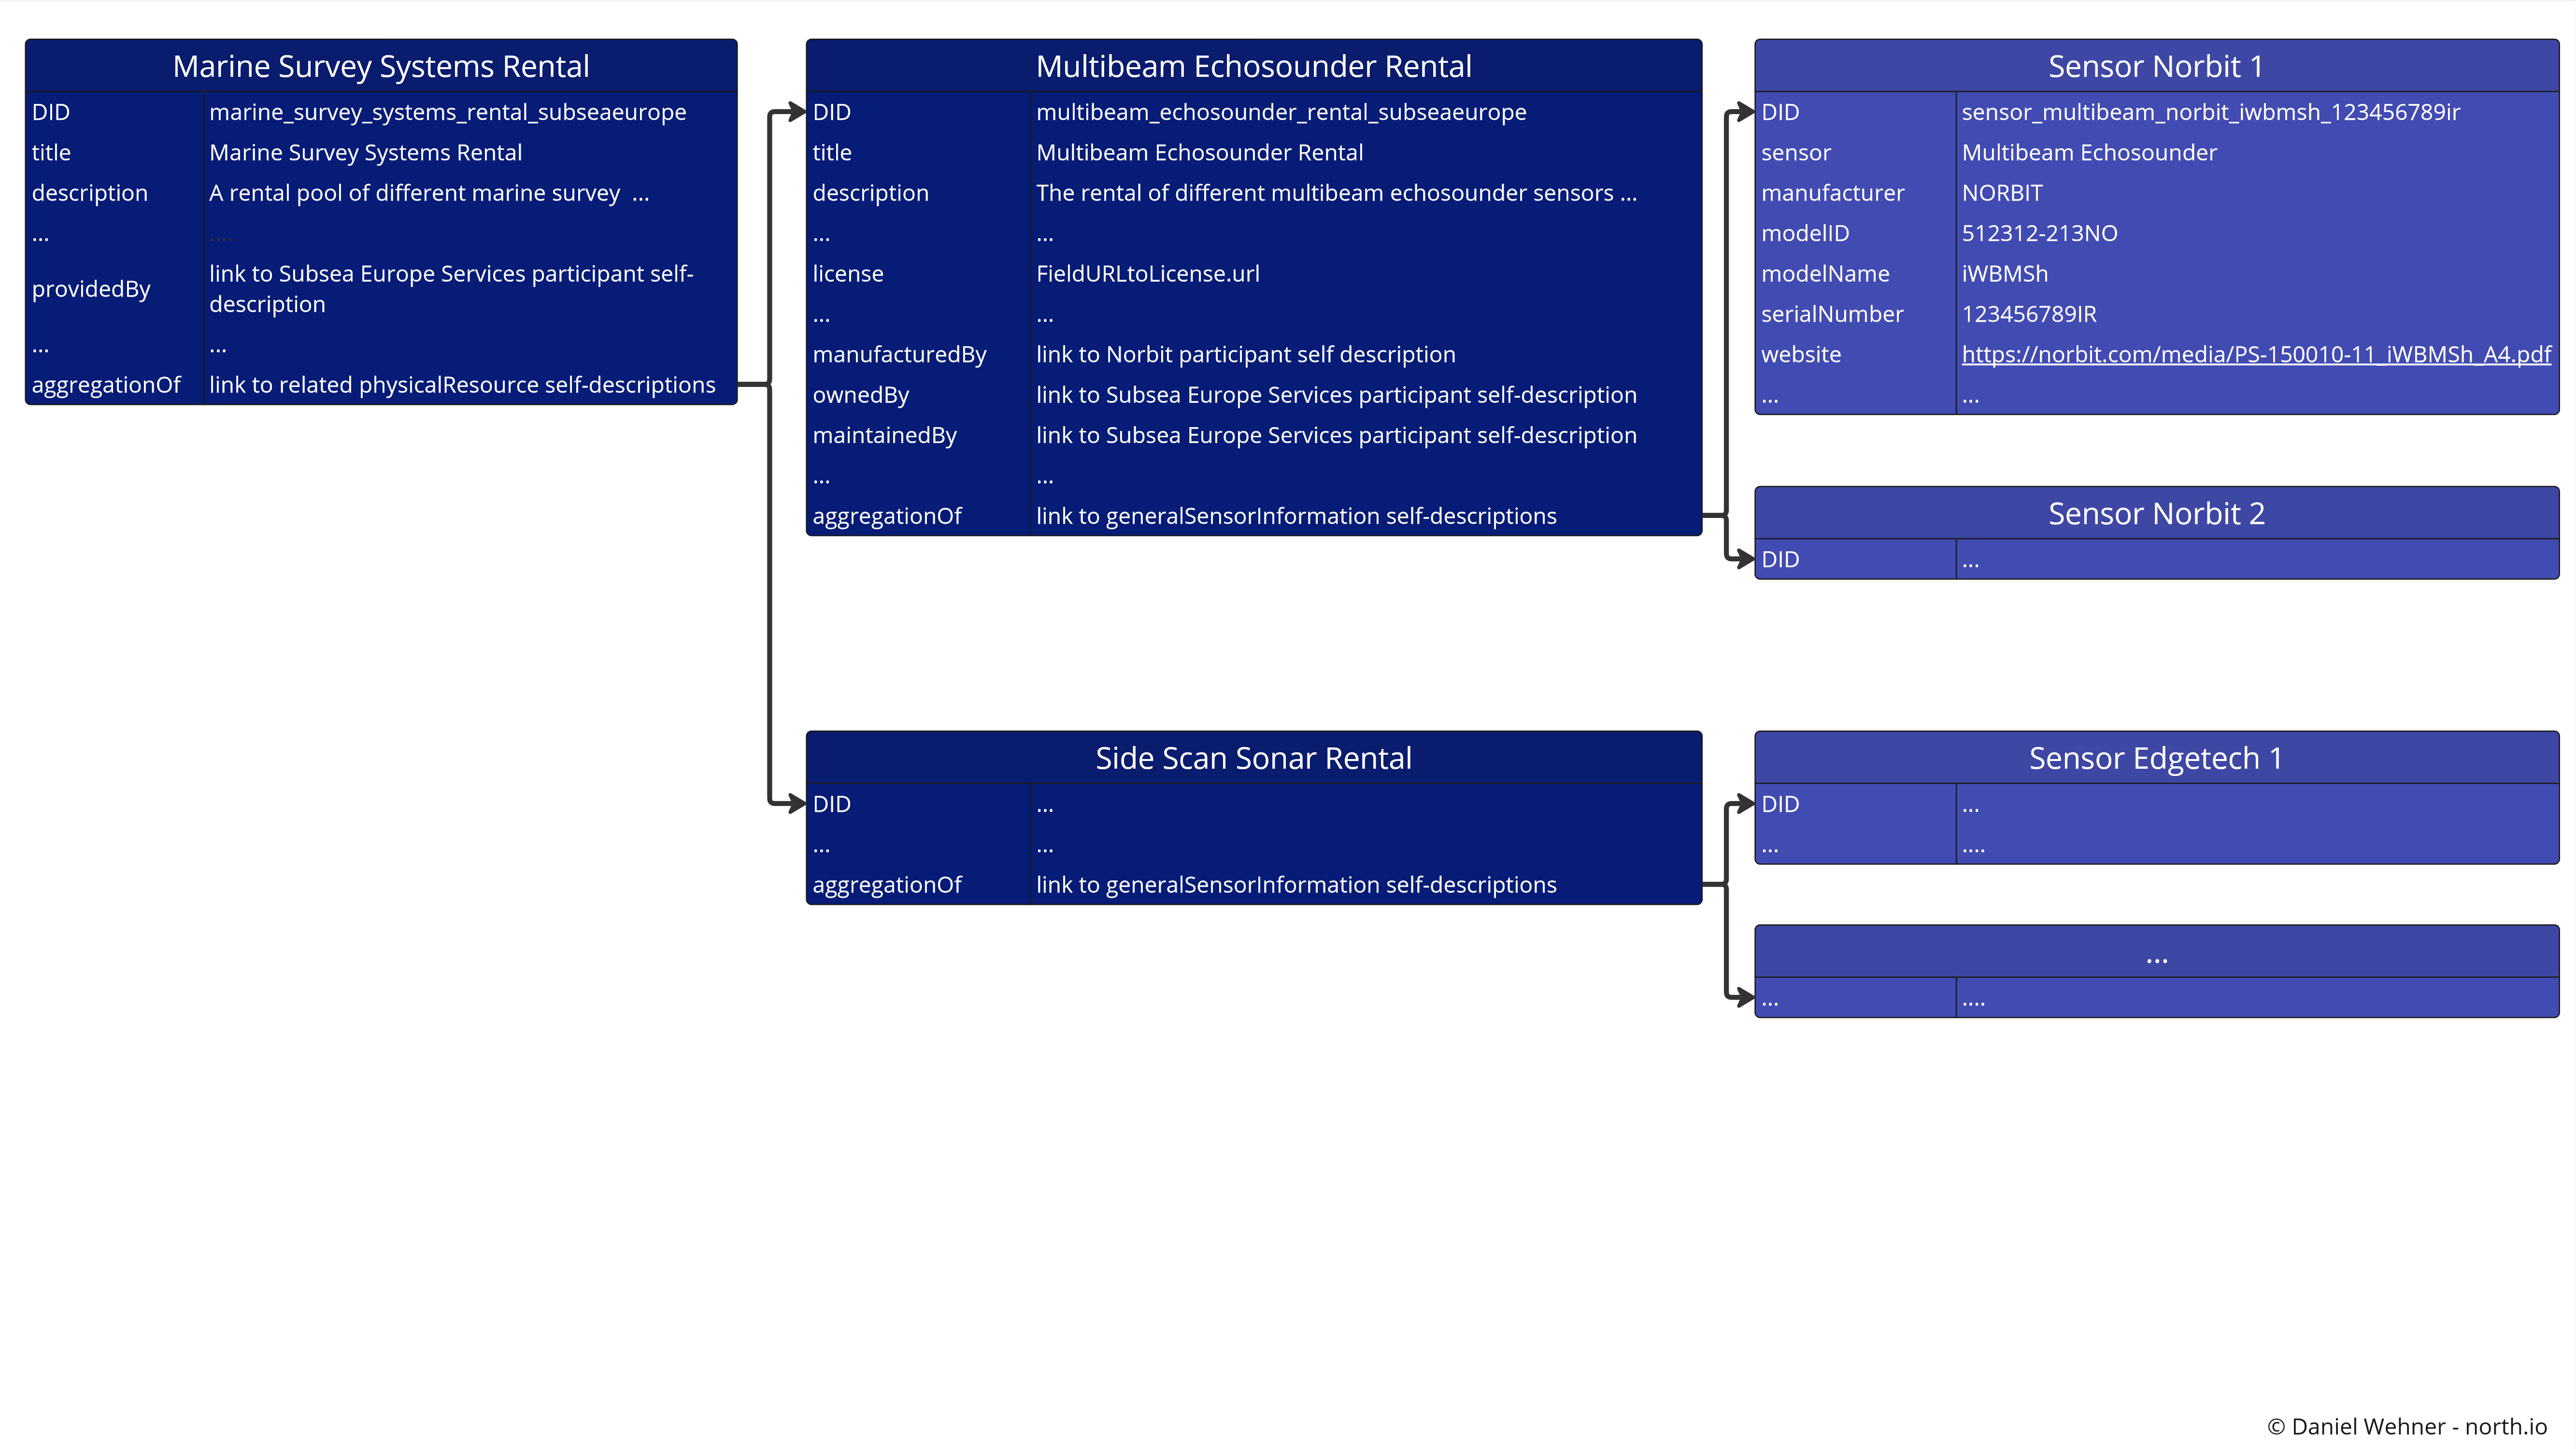 Marine Survey Systems Rental
DID marine_survey_systems_rental_subseaeurope
title Marine Survey Systems Rental
description A rental pool of different marine survey  ...
... ....
providedBy link to Subsea Europe Services participant self-
description
... ...
aggregationOf link to related physicalResource self-descriptions
Multibeam Echosounder Rental
DID multibeam_echosounder_rental_subseaeurope
title Multibeam Echosounder Rental
description The rental of different multibeam echosounder sensors ...
... ...
license FieldURLtoLicense.url
... ...
manufacturedBy link to Norbit participant self description
ownedBy link to Subsea Europe Services participant self-description
maintainedBy link to Subsea Europe Services participant self-description
... ...
aggregationOf link to generalSensorInformation self-descriptions
Sensor Norbit 1
DID sensor_multibeam_norbit_iwbmsh_123456789ir
sensor Multibeam Echosounder
manufacturer NORBIT
modelID 512312-213NO
modelName iWBMSh
serialNumber 123456789IR
website https://norbit.com/media/PS-150010-11_iWBMSh_A4.pdf
... ...
Sensor Norbit 2
DID ...
Side Scan Sonar Rental
DID ...
... ...
aggregationOf link to generalSensorInformation self-descriptions
Sensor Edgetech 1
DID ...
... ....
...
... ....
© Daniel Wehner - north.io